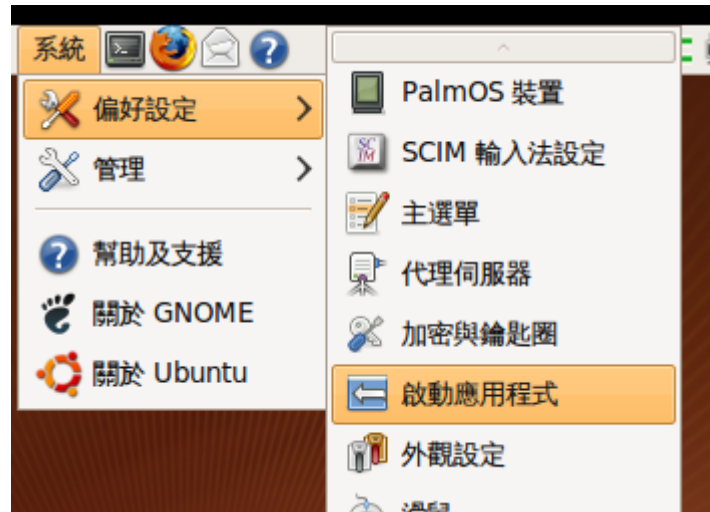 系統
偏好設定
管理
幫助及支援
關於 GNOME
關於 Ubuntu
PalmOS 裝置
SCIM 輸入法設定
主選單
代理伺服器
加密與鑰匙圈
啟動應用程式
外觀設定
滑鼠